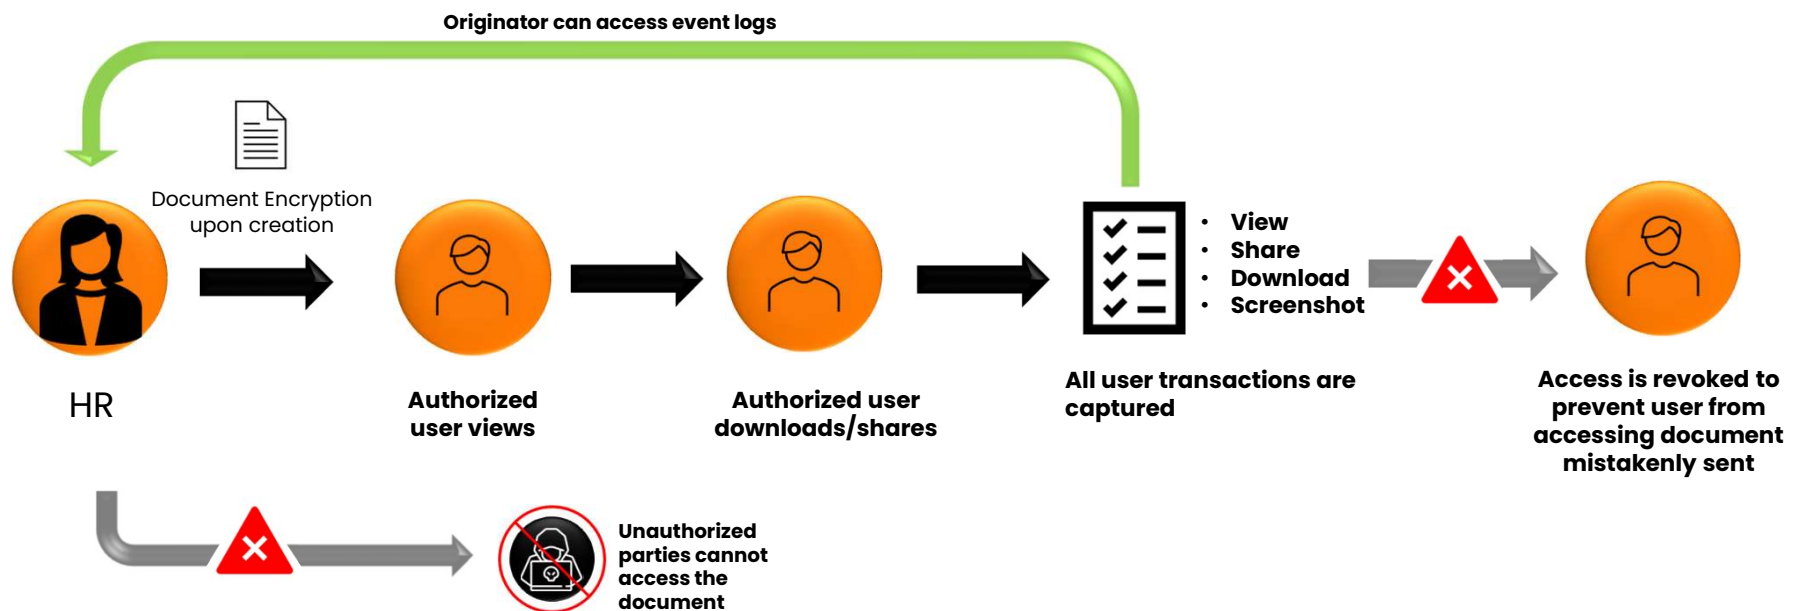 Originator can access event logs
Document Encryption
upon creation
HR
Authorized
user views
Authorized user
downloads/shares
• View
• Share
• Download
• Screenshot
All user transactions are
captured
Access is revoked to
prevent user from
accessing document
mistakenly sent
Unauthorized
parties cannot
access the
document